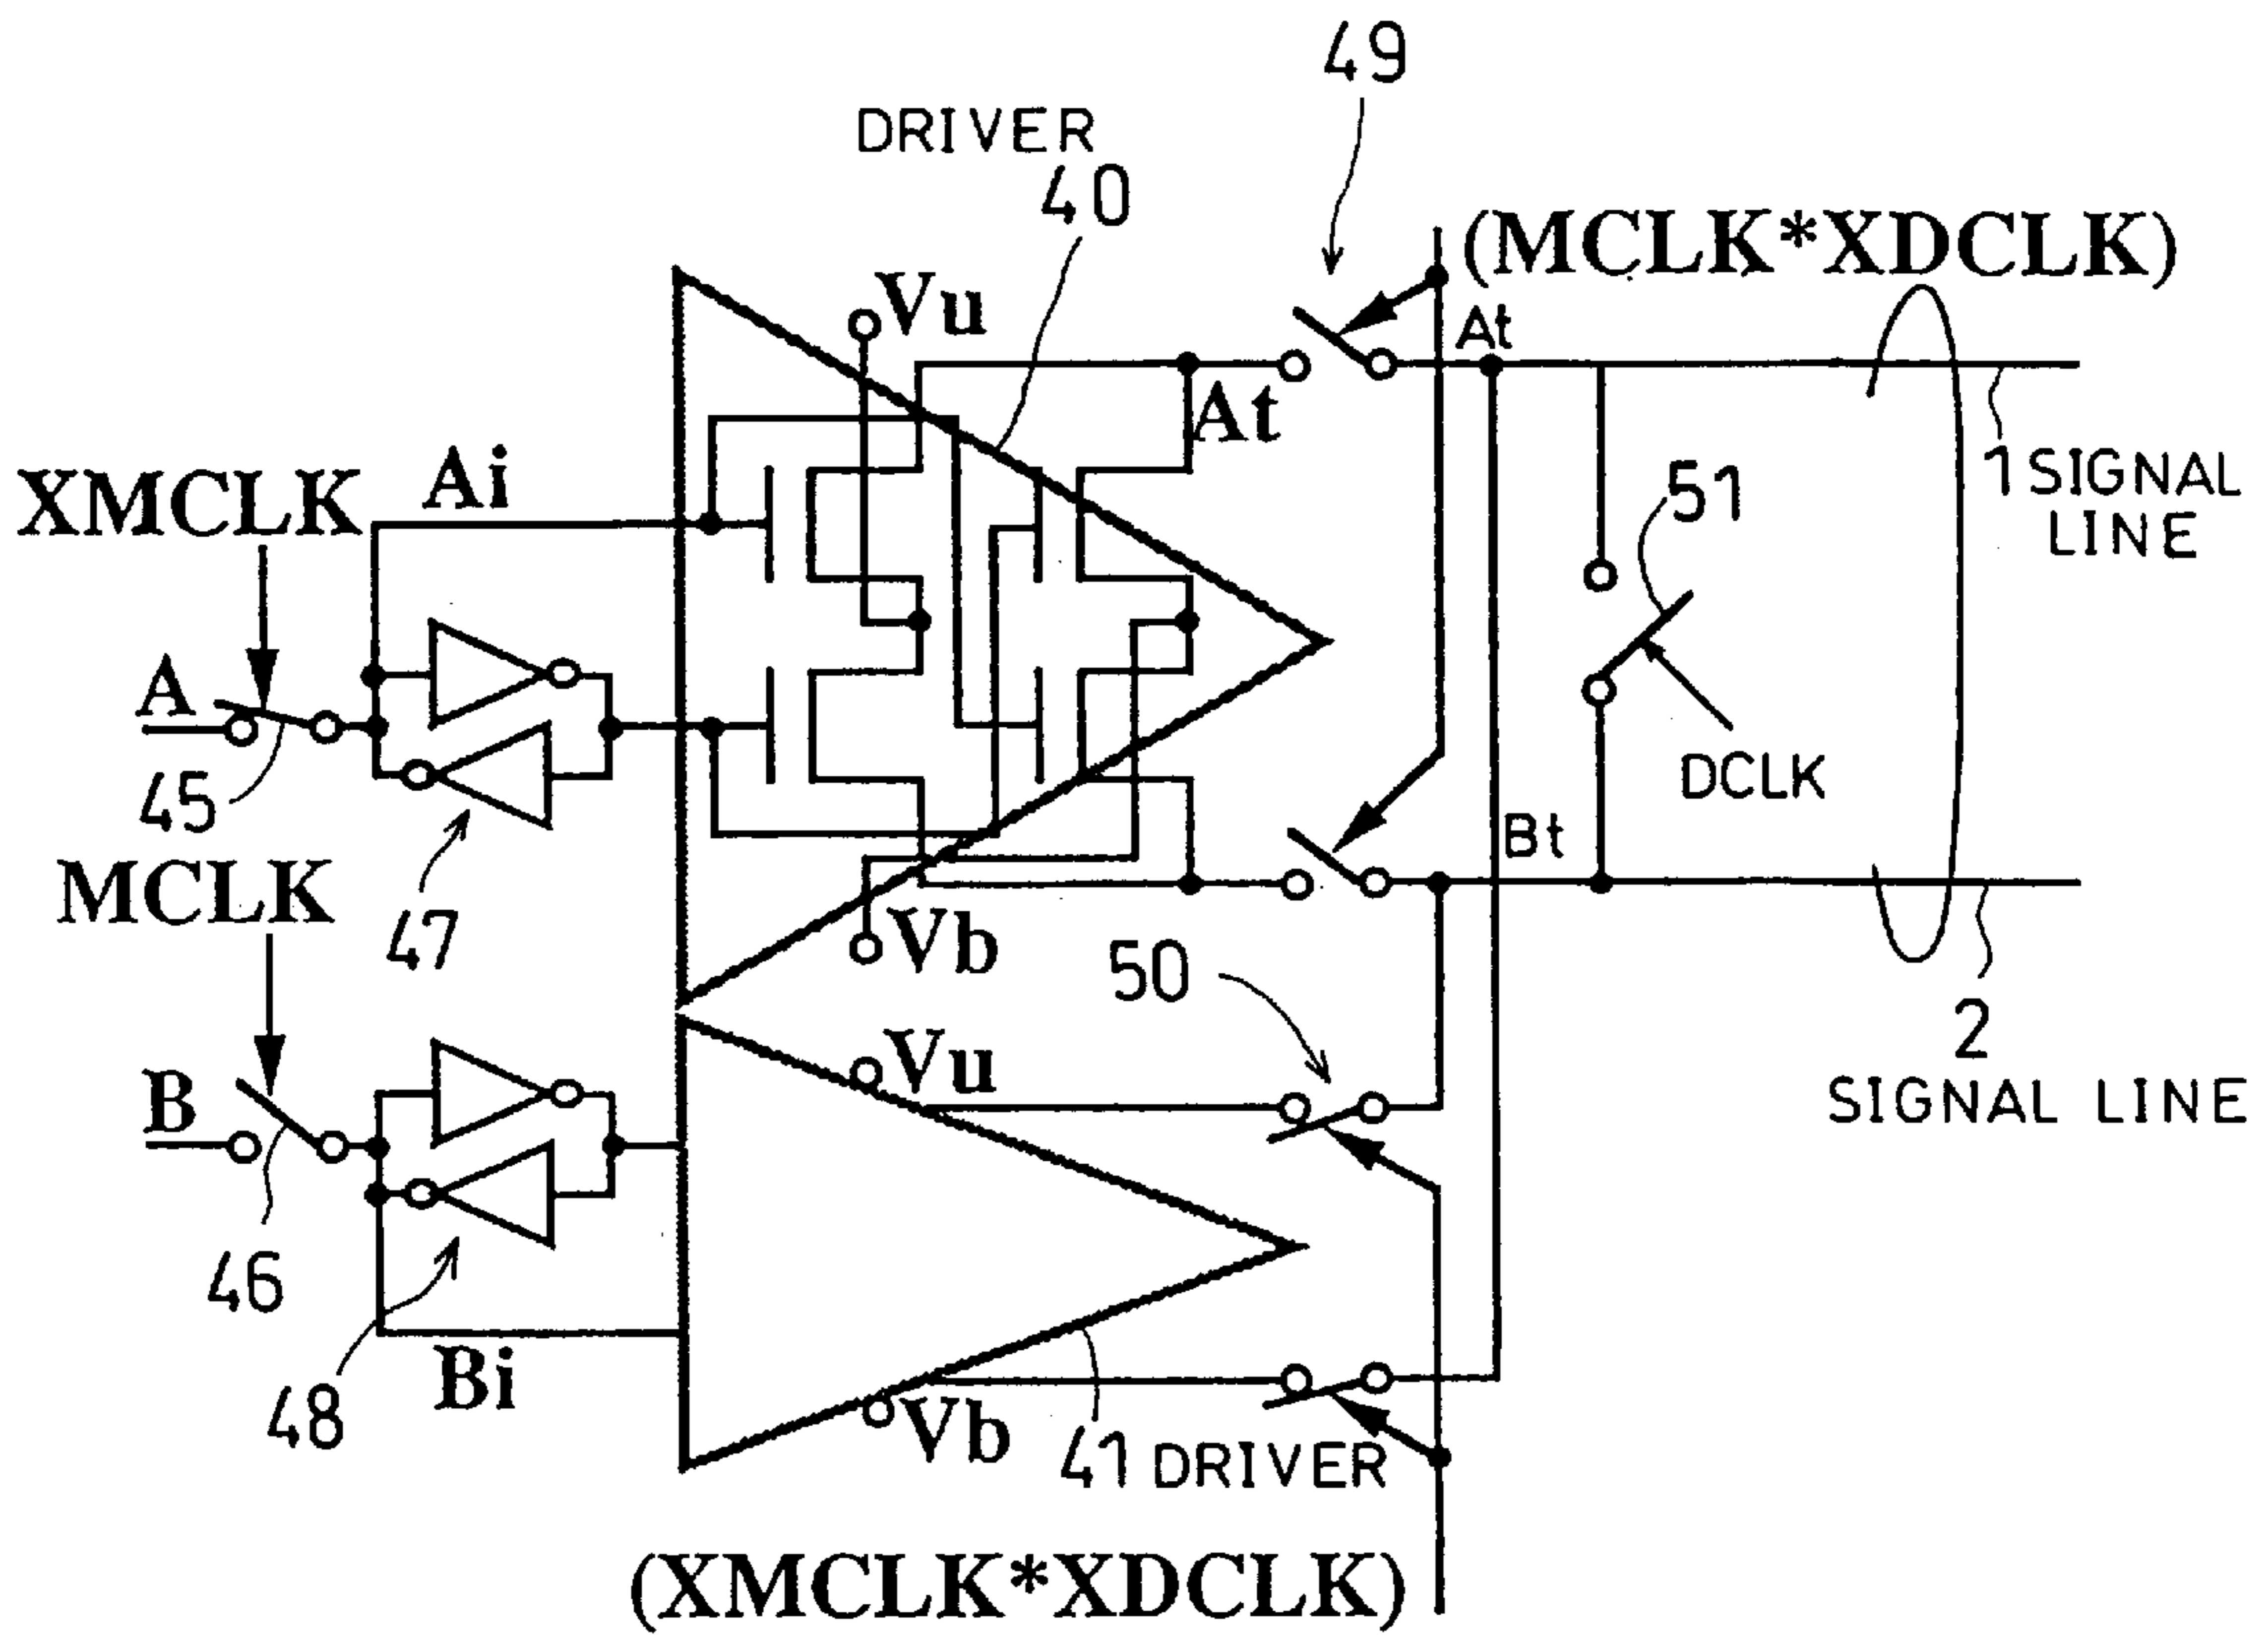 49
DRIVER
40
(MCLK*XDCLK)
Vu
At
At
Ai
XMCLK
1 SIGNAL
LINE
51
A
45
DCLK
MCLK
47
Bt
Vb
50
2
SIGNAL LINE
Vu
B
46
Bi
48
Vb
41 DRIVER
(XMCLK*XDCLK)